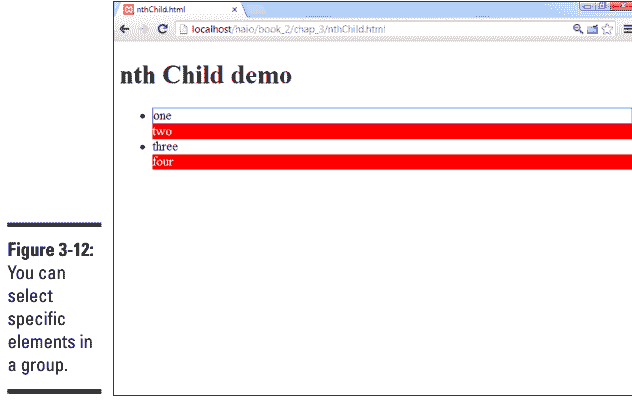 nthChild.html
localhost/haio/book_2/chap_3/nthChild.html
nth Child demo
one
two
three
four
Figure 3-12:
You can
select
specific
elements in
a group.